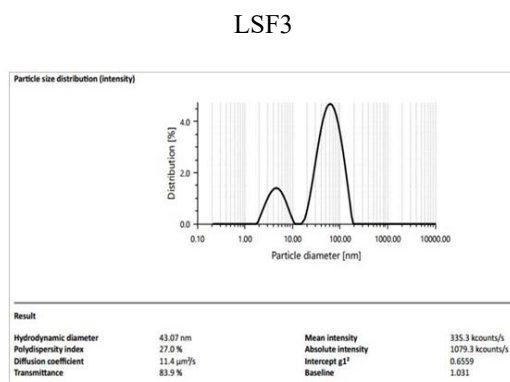 LSF3
Particle size distribution (intensity)
Distribution [%]
4.0
2.0
0.0
0.10 1.00 10.00 100.00 1000.00 10000.00
Particle diameter [nm]
Result
Hydrodynamic diameter 43.07 nm Mean intensity 335.3 kcounts/s
Polydispersity index 27.0 % Absolute intensity 1079.3 kcounts/s
Diffusion coefficient 11.4 µm²/s Intercept g1² 0.6559
Transmittance 83.9 % Baseline 1.031